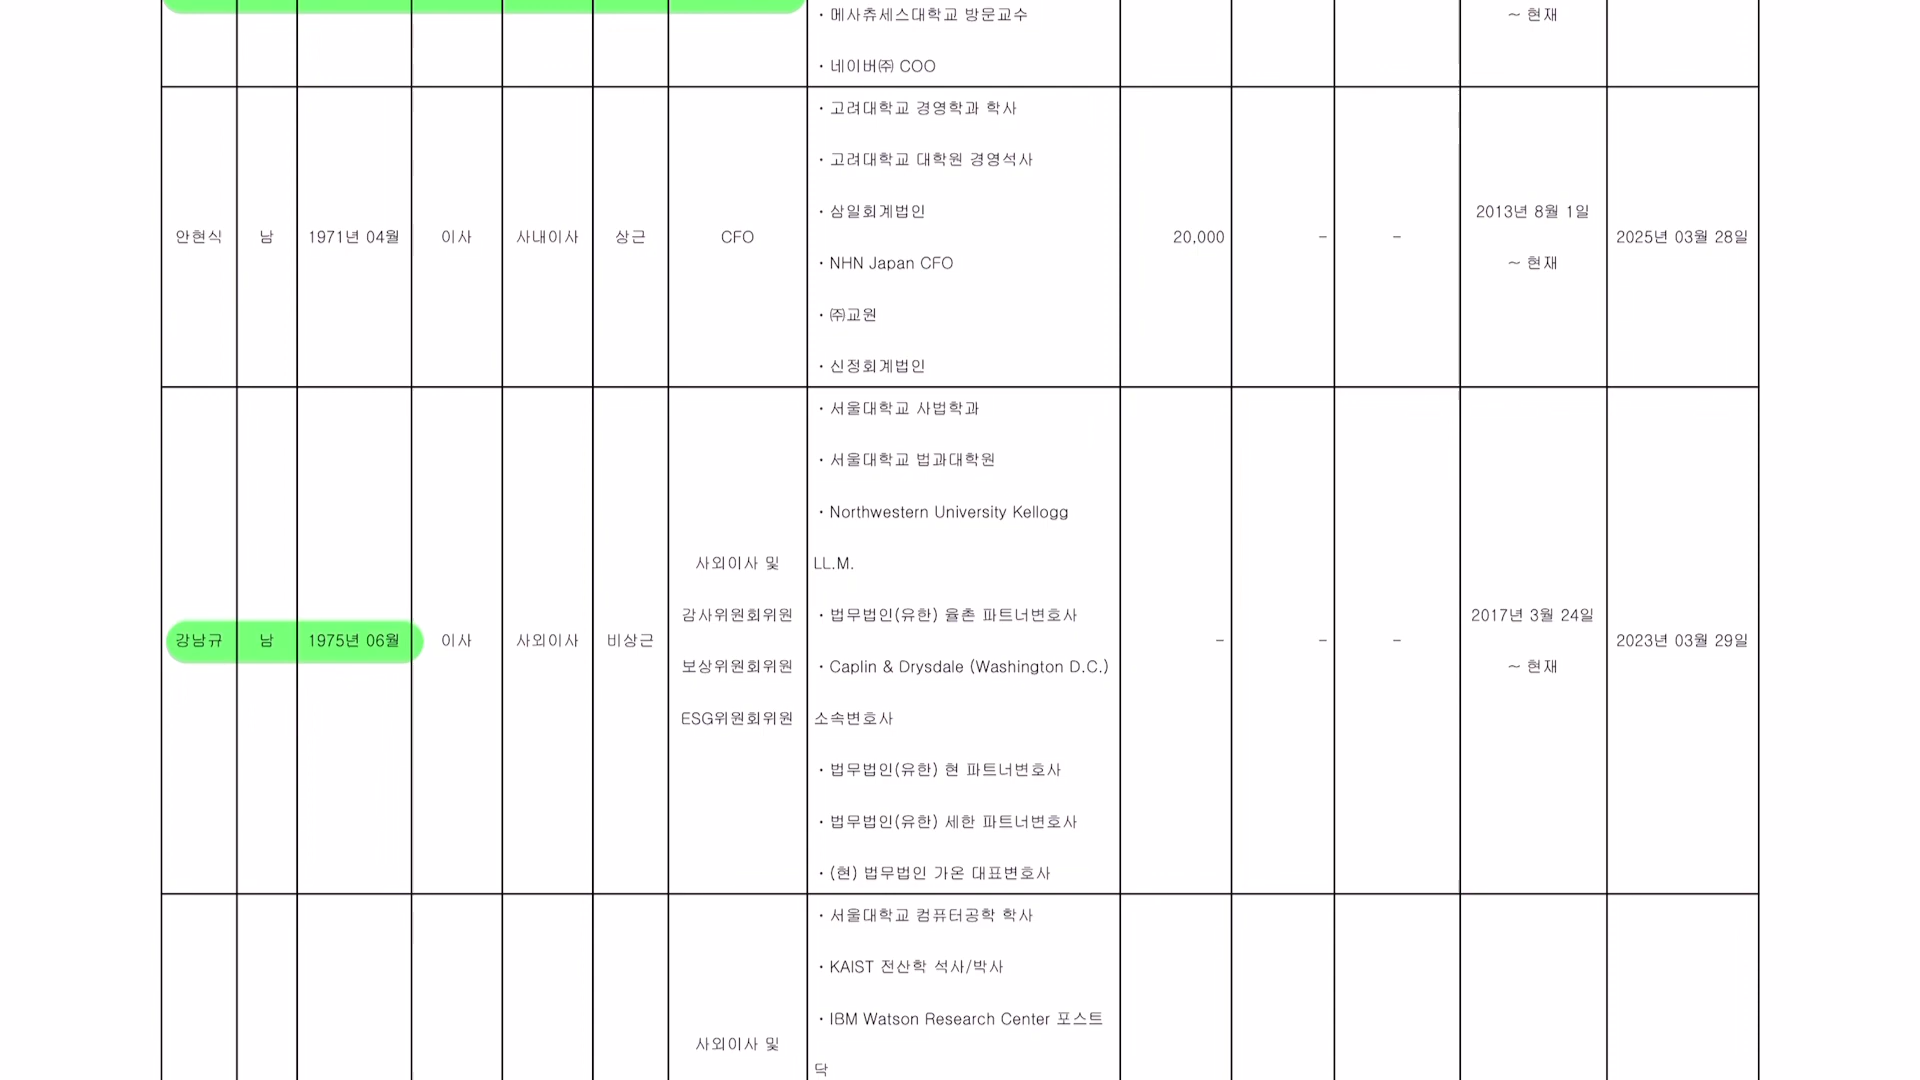 · 메사츄세스대학교 방문교수
~ 현재
· 네이버㈜ COO
안현식 남 1971년 04월 이사 사내이사 상근 CFO
· 고려대학교 경영학과 학사
· 고려대학교 대학원 경영석사
· 삼일회계법인
· NHN Japan CFO
· ㈜교원
· 신정회계법인
20,000 – –
2013년 8월 1일
~ 현재
2025년 03월 28일
강남규 남 1975년 06월 이사 사외이사 비상근
사외이사 및
감사위원회위원
보상위원회위원
ESG위원회위원
· 서울대학교 사법학과
· 서울대학교 법과대학원
· Northwestern University Kellogg
LL.M.
· 법무법인(유한) 율촌 파트너변호사
· Caplin & Drysdale (Washington D.C.)
소속변호사
· 법무법인(유한) 현 파트너변호사
· 법무법인(유한) 세한 파트너변호사
· (현) 법무법인 가온 대표변호사
– – –
2017년 3월 24일
~ 현재
2023년 03월 29일
사외이사 및
· 서울대학교 컴퓨터공학 학사
· KAIST 전산학 석사/박사
· IBM Watson Research Center 포스트
닥